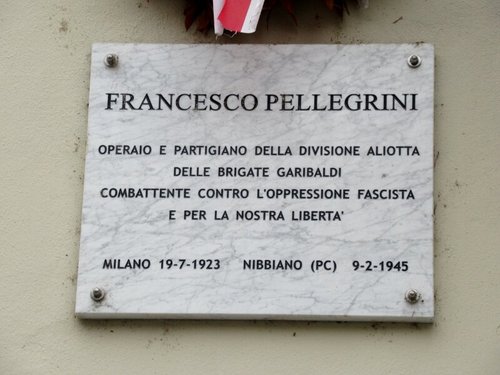 FRANCESCO PELLEGRINI
OPERAIO E PARTIGIANO DELLA DIVISIONE ALIOTTA
DELLE BRIGATE GARIBALDI
COMBATTENTE CONTRO L'OPPRESSIONE FASCISTA
E PER LA NOSTRA LIBERTA'
MILANO 19-7-1923 NIBBIANO (PC) 9-2-1945